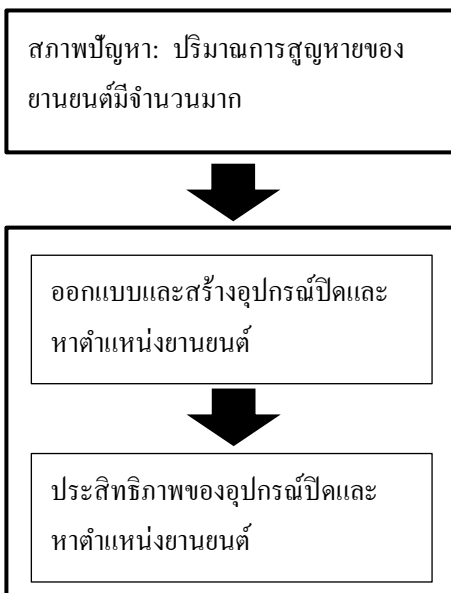 สภาพปัญหา: ปริมาณการสูญหายของ
ยานยนต์มีจำนวนมาก
ออกแบบและสร้างอุปกรณ์ปิดและ
หาตำแหน่งยานยนต์
ประสิทธิภาพของอุปกรณ์ปิดและ
หาตำแหน่งยานยนต์